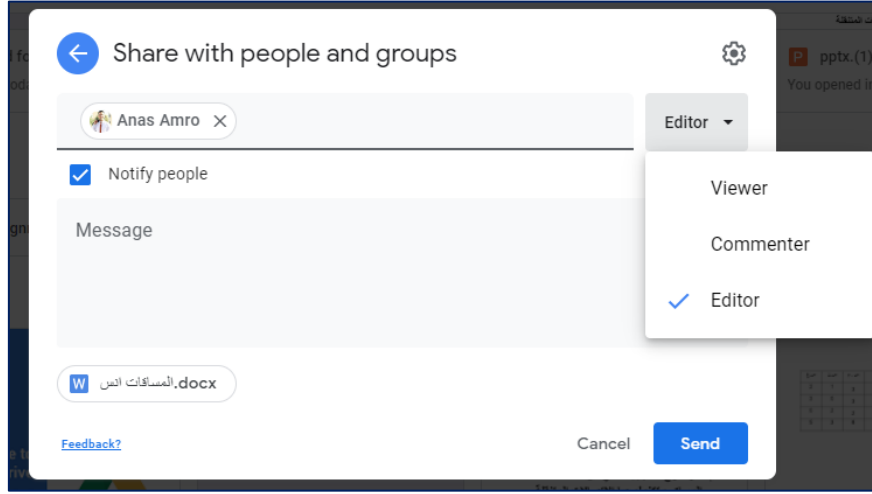 Share with people and groups
Anas Amro
Editor
Notify people
Viewer
Message
Commenter
Editor
W المساقات انس.docx
Feedback?
Cancel
Send
P pptx.(1)
You opened in